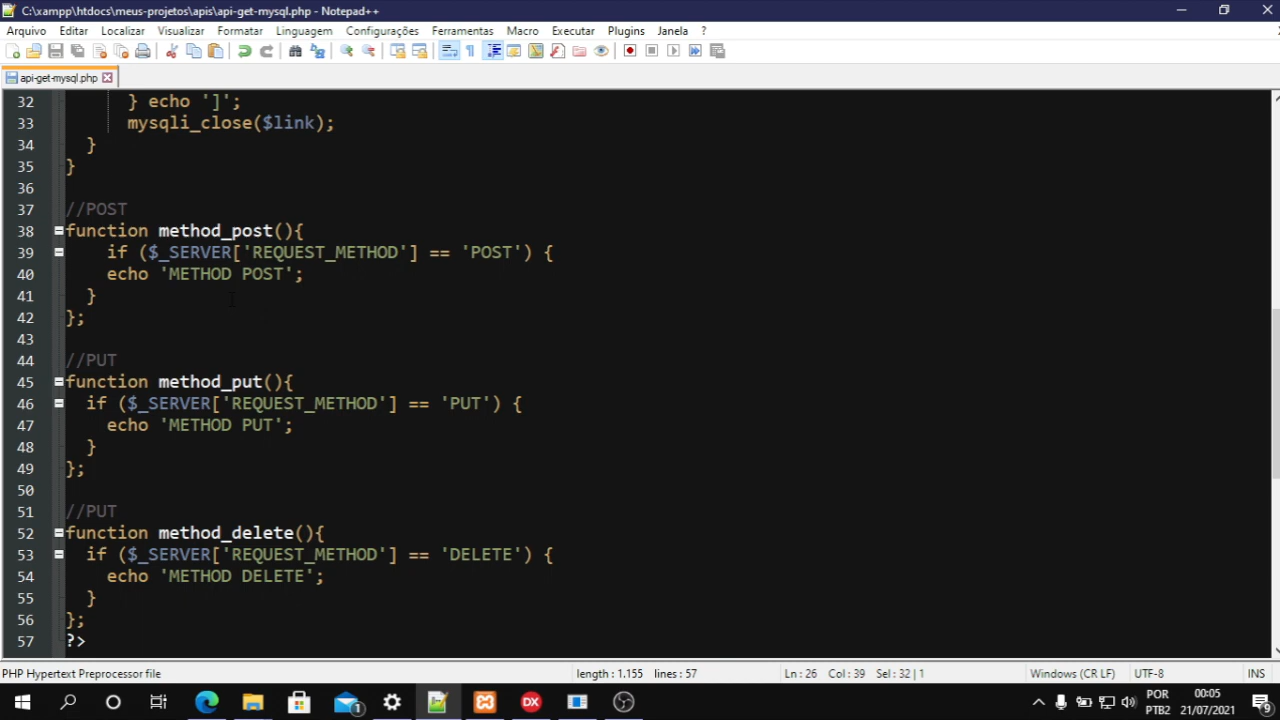 C:\xampp\htdocs\meus-projetos\apis\api-get-mysql.php - Notepad++
Arquivo Editar Localizar Visualizar Formatar Linguagem Configurações Ferramentas Macro Executar Plugins Janela ?
api-get-mysql.php
32 } echo ']';
33 mysqli_close($link);
34 }
35 }
36
37 //POST
38 function method_post(){
39 if ($_SERVER['REQUEST_METHOD'] == 'POST') {
40 echo 'METHOD POST';
41 }
42 };
43
44 //PUT
45 function method_put(){
46 if ($_SERVER['REQUEST_METHOD'] == 'PUT') {
47 echo 'METHOD PUT';
48 }
49 };
50
51 //PUT
52 function method_delete(){
53 if ($_SERVER['REQUEST_METHOD'] == 'DELETE') {
54 echo 'METHOD DELETE';
55 }
56 };
57 ?>
PHP Hypertext Preprocessor file length : 1.155 lines : 57 Ln : 26 Col : 39 Sel : 32 | 1 Windows (CR LF) UTF-8 INS
1 DX POR 00:05 9
PTB2 21/07/2021